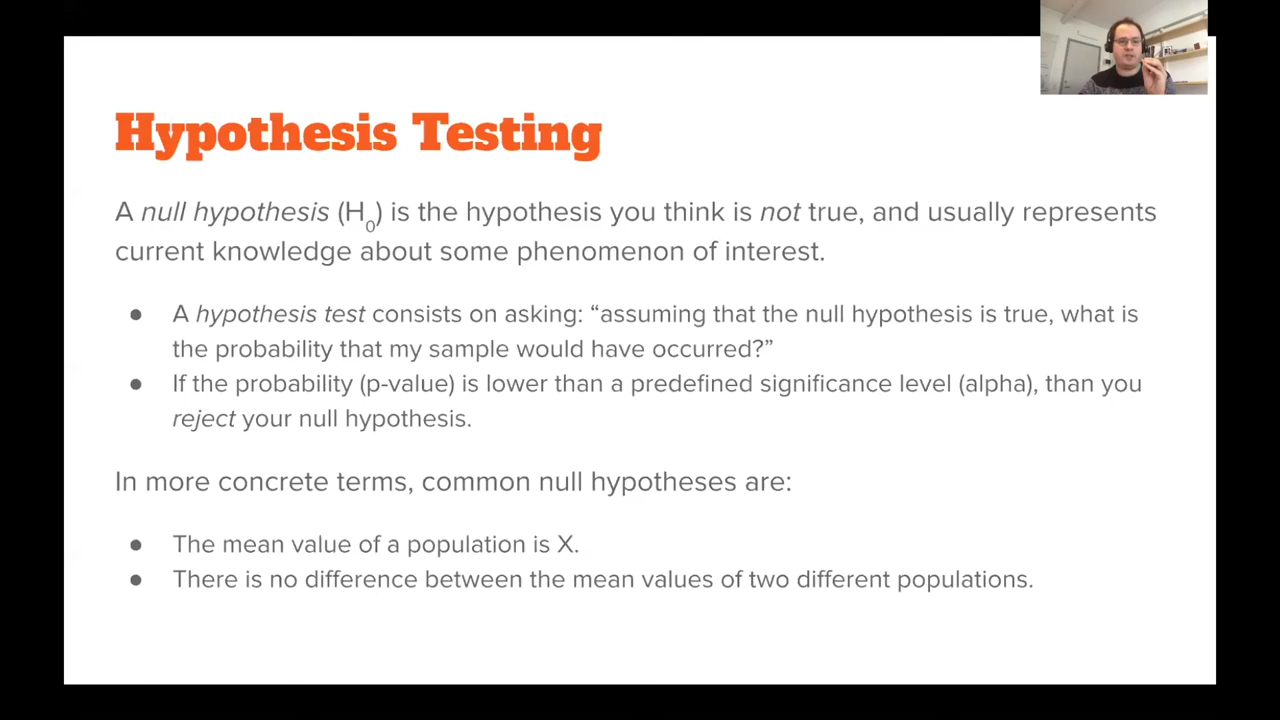 Hypothesis Testing
A null hypothesis (H0) is the hypothesis you think is not true, and usually represents
current knowledge about some phenomenon of interest.
● A hypothesis test consists on asking: “assuming that the null hypothesis is true, what is
the probability that my sample would have occurred?”
● If the probability (p-value) is lower than a predefined significance level (alpha), than you
reject your null hypothesis.
In more concrete terms, common null hypotheses are:
● The mean value of a population is X.
● There is no difference between the mean values of two different populations.